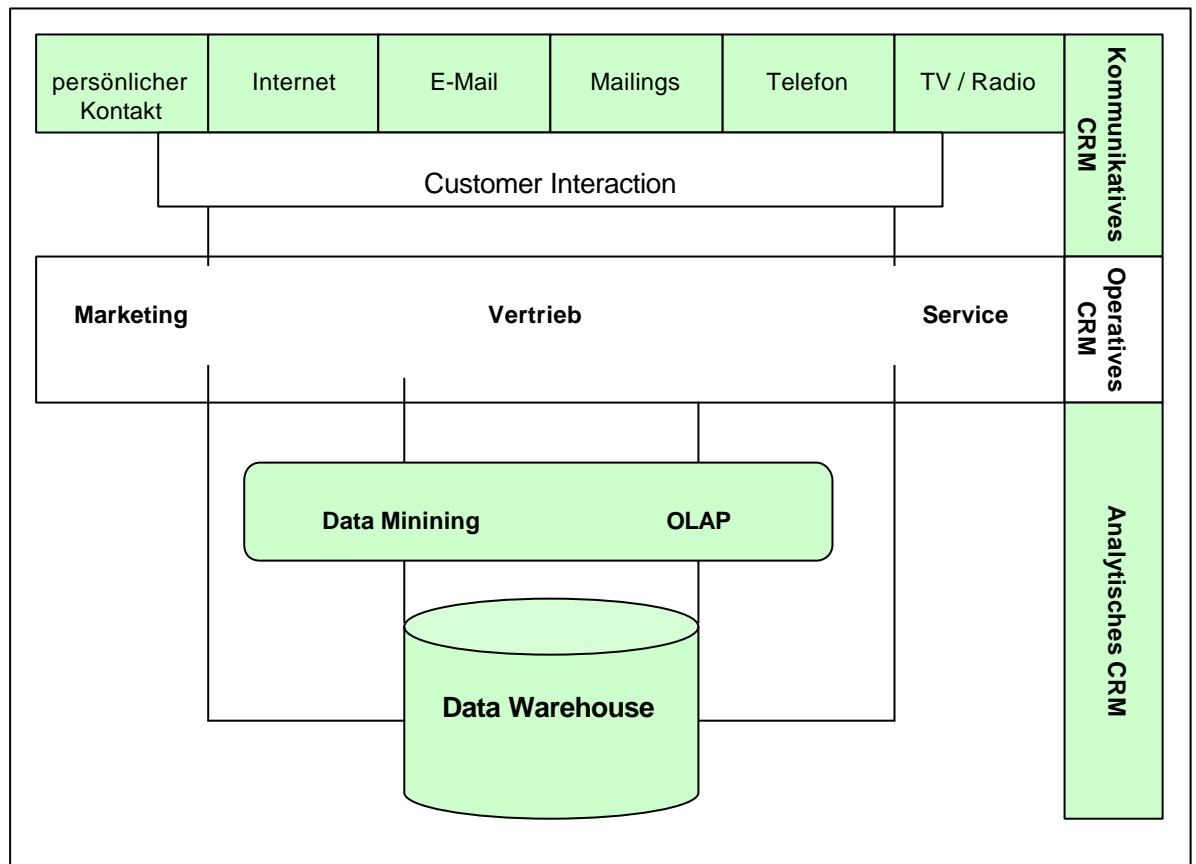 persönlicher
Kontakt
Internet
E-Mail
Mailings
Telefon
TV / Radio
Kommunikatives
CRM
Customer Interaction
Marketing
Vertrieb
Service
Operatives
CRM
Data Minining
OLAP
Data Warehouse
Analytisches CRM